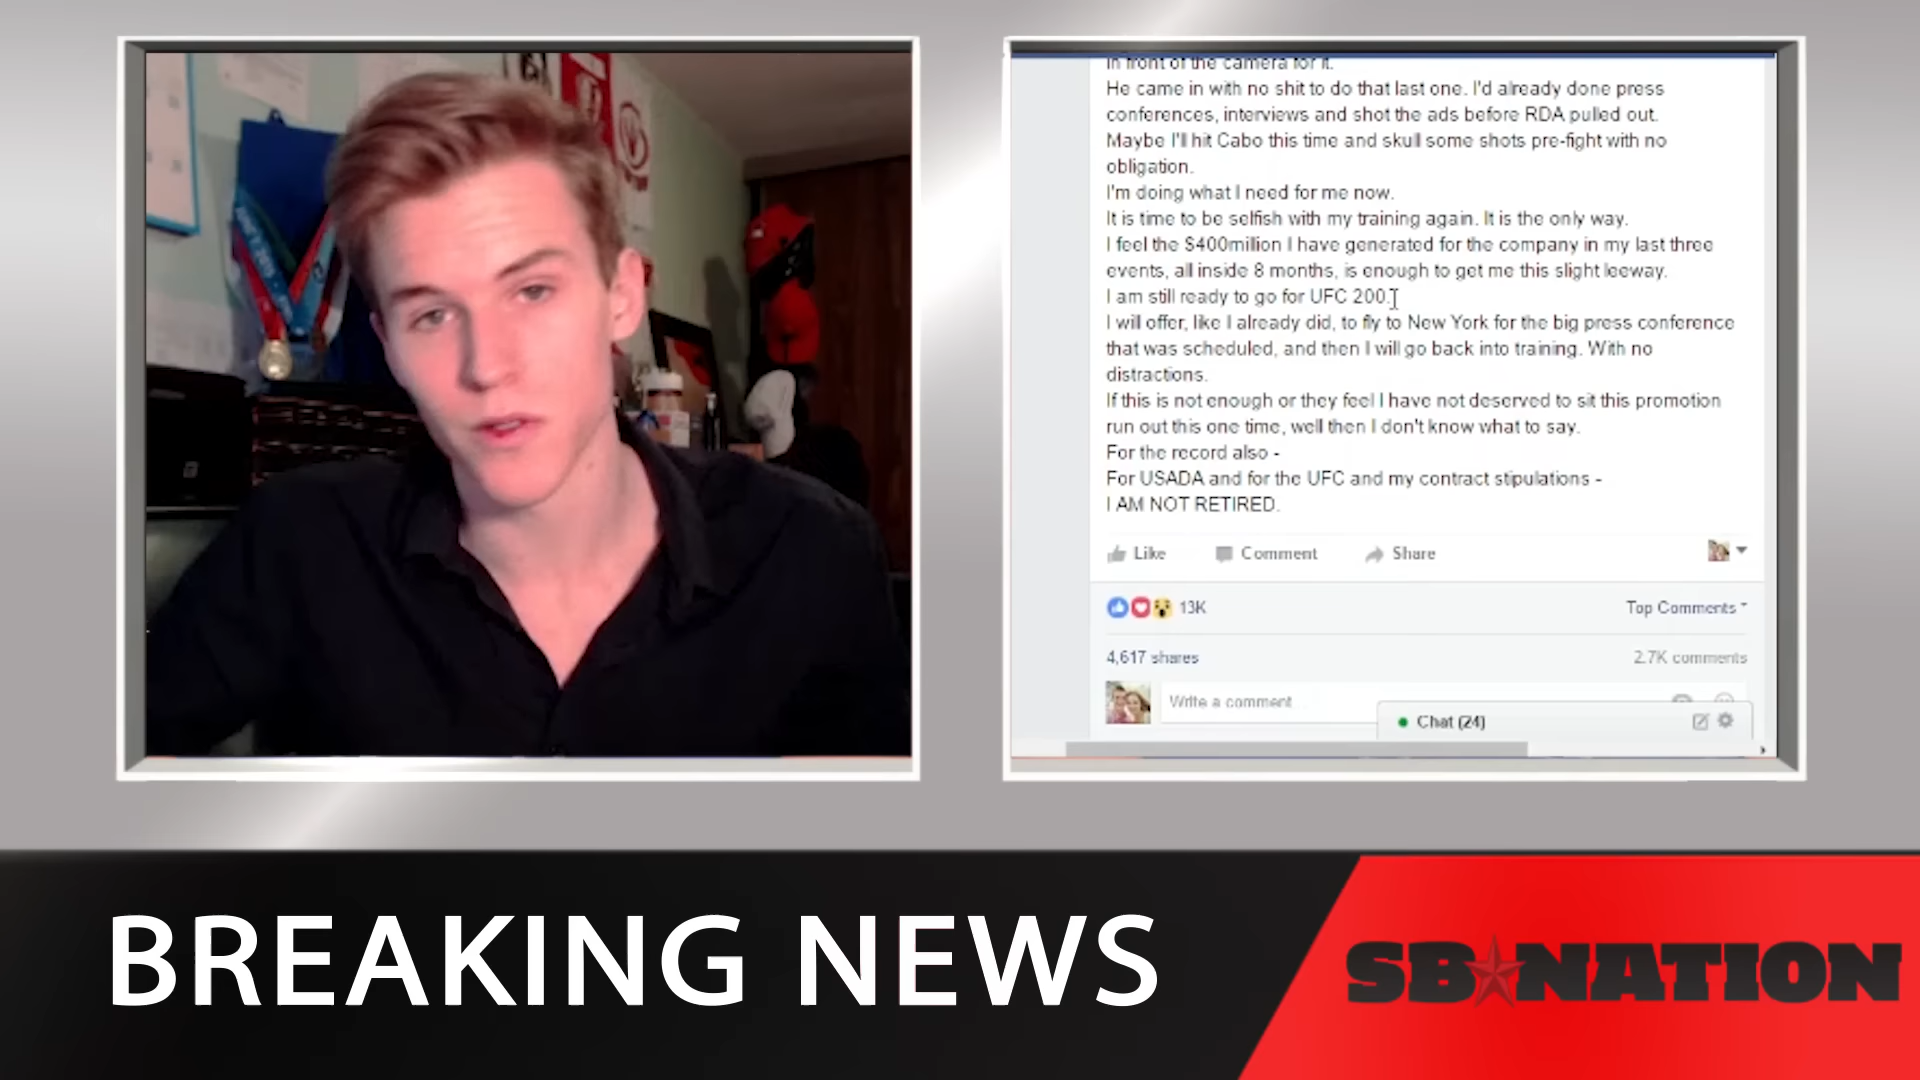 in front of the camera for it.
He came in with no shit to do that last one. I'd already done press
conferences, interviews and shot the ads before RDA pulled out.
Maybe I'll hit Cabo this time and skull some shots pre-fight with no
obligation.
I'm doing what I need for me now.
It is time to be selfish with my training again. It is the only way.
I feel the $400million I have generated for the company in my last three
events, all inside 8 months, is enough to get me this slight leeway.
I am still ready to go for UFC 200.
I will offer, like I already did, to fly to New York for the big press conference
that was scheduled, and then I will go back into training. With no
distractions.
If this is not enough or they feel I have not deserved to sit this promotion
run out this one time, well then I don't know what to say.
For the record also -
For USADA and for the UFC and my contract stipulations -
I AM NOT RETIRED.
Like Comment Share
13K Top Comments
4,617 shares 2.7K comments
Write a comment
Chat (24)
BREAKING NEWS
SB NATION